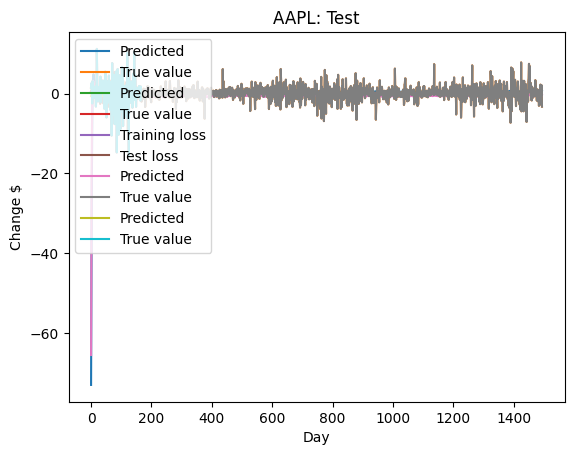 AAPL: Test
Predicted
True value
Predicted
True value
Training loss
Test loss
Predicted
True value
Predicted
True value
Change $
0
−20
−40
−60
0 200 400 600 800 1000 1200 1400
Day